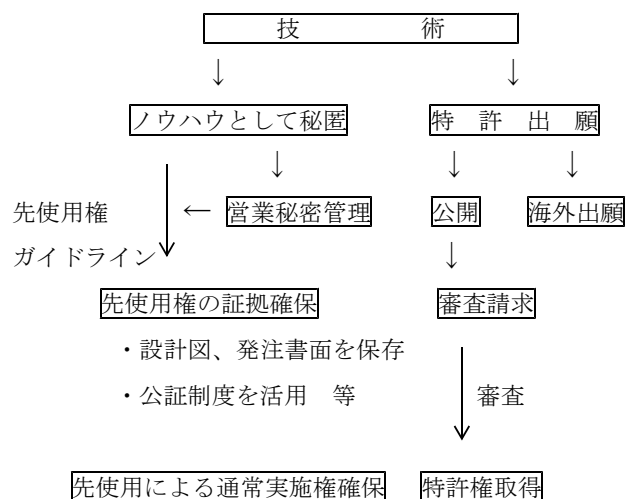 技　　　　　術
↓　　　　　↓
ノウハウとして秘匿　　特　許　出　願
↓　　↓　　↓
先使用権　←　営業秘密管理　　公開　　海外出願
ガイドライン　　↓
先使用権の証拠確保　　審査請求
・設計図、発注書面を保存
・公証制度を活用　等　　審査
先使用による通常実施権確保　　特許権取得